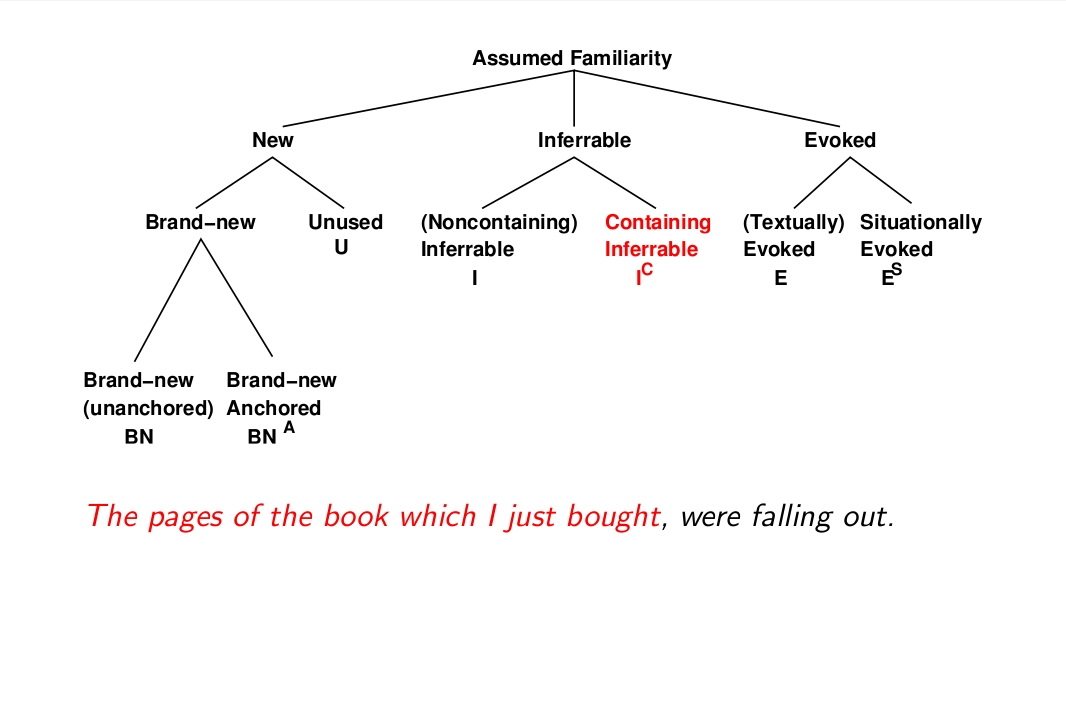 Assumed Familiarity
New Inferrable Evoked
Brand–new Unused (Noncontaining) Containing (Textually) Situationally
U Inferrable Inferrable Evoked Evoked
I I^C E E^S
Brand–new Brand–new
(unanchored) Anchored
BN BN^A
The pages of the book which I just bought, were falling out.